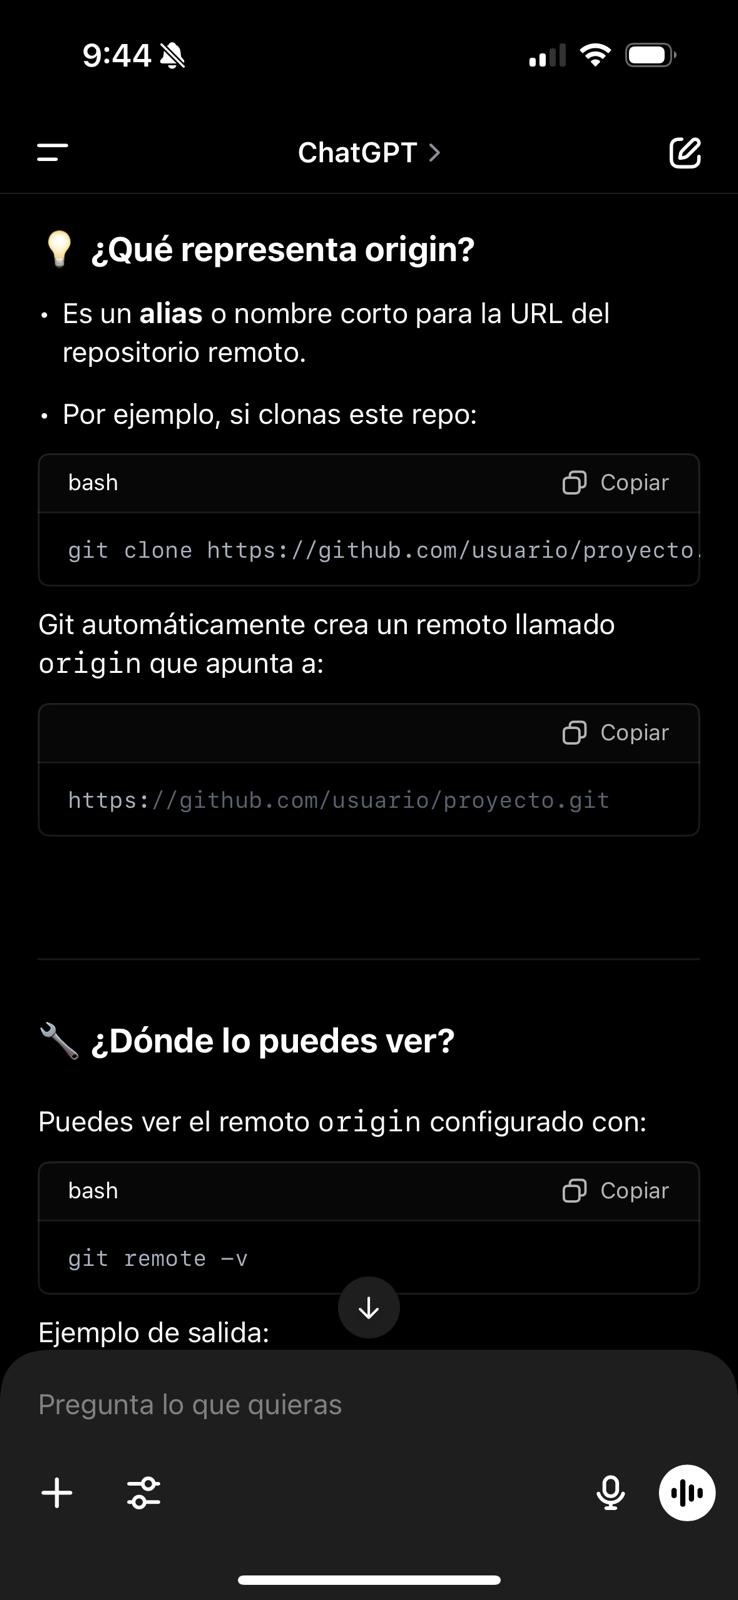 9:44
ChatGPT >
💡 ¿Qué representa origin?
• Es un alias o nombre corto para la URL del
repositorio remoto.
• Por ejemplo, si clonas este repo:
bash Copiar
git clone https://github.com/usuario/proyecto.
Git automáticamente crea un remoto llamado
origin que apunta a:
Copiar
https://github.com/usuario/proyecto.git
🔧 ¿Dónde lo puedes ver?
Puedes ver el remoto origin configurado con:
bash Copiar
git remote -v
Ejemplo de salida:
Pregunta lo que quieras